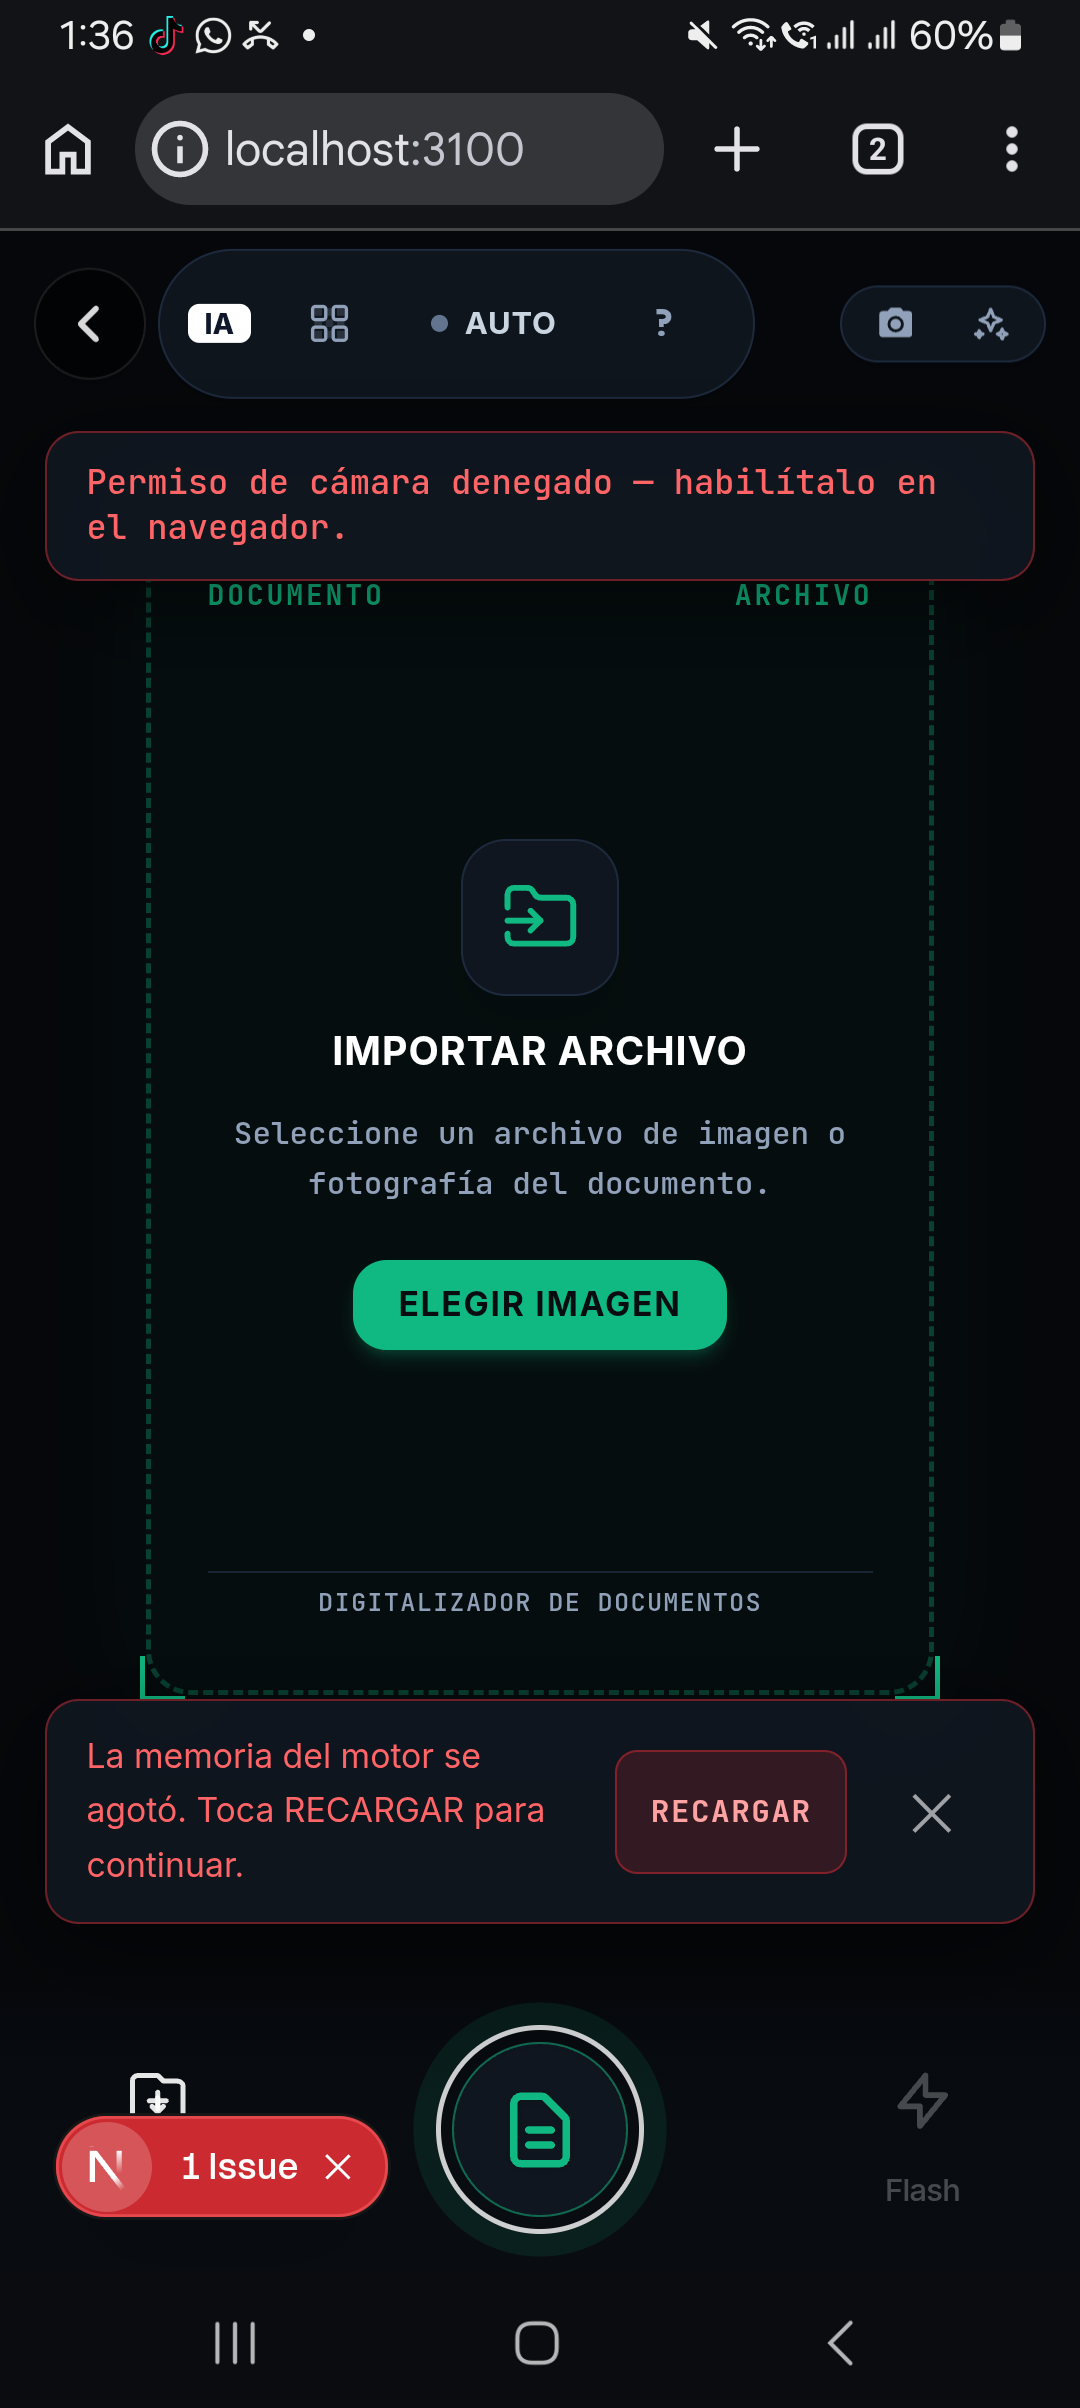 1:36
60%
localhost:3100
2
IA
AUTO
?
Permiso de cámara denegado — habilítalo en
el navegador.
DOCUMENTO
ARCHIVO
IMPORTAR ARCHIVO
Seleccione un archivo de imagen o
fotografía del documento.
ELEGIR IMAGEN
DIGITALIZADOR DE DOCUMENTOS
La memoria del motor se
agotó. Toca RECARGAR para
continuar.
RECARGAR
N
1 Issue
Flash